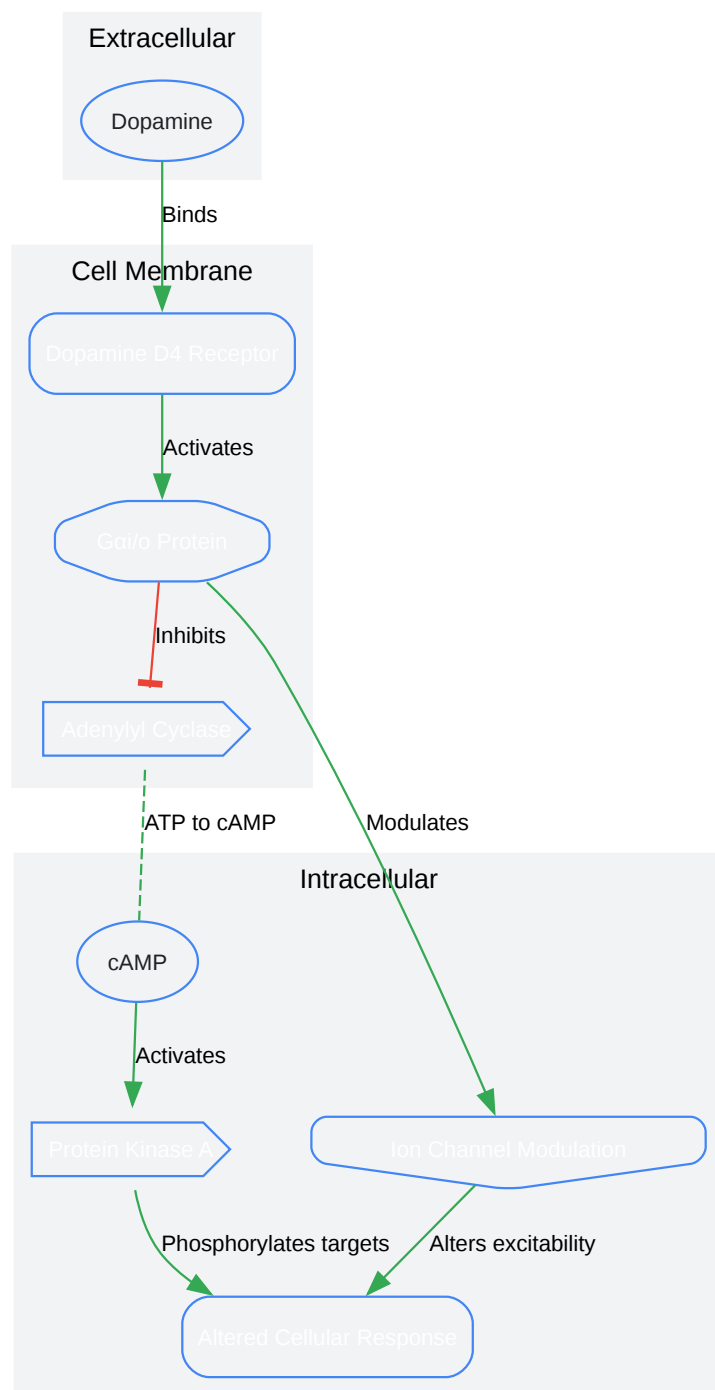 Extracellular
Dopamine
Binds
Cell Membrane
Dopamine D4 Receptor
Activates
Gαi/o Protein
Inhibits
Adenylyl Cyclase
ATP to cAMP
Modulates
Intracellular
cAMP
Activates
Protein Kinase A
Ion Channel Modulation
Phosphorylates targets
Alters excitability
Altered Cellular Response